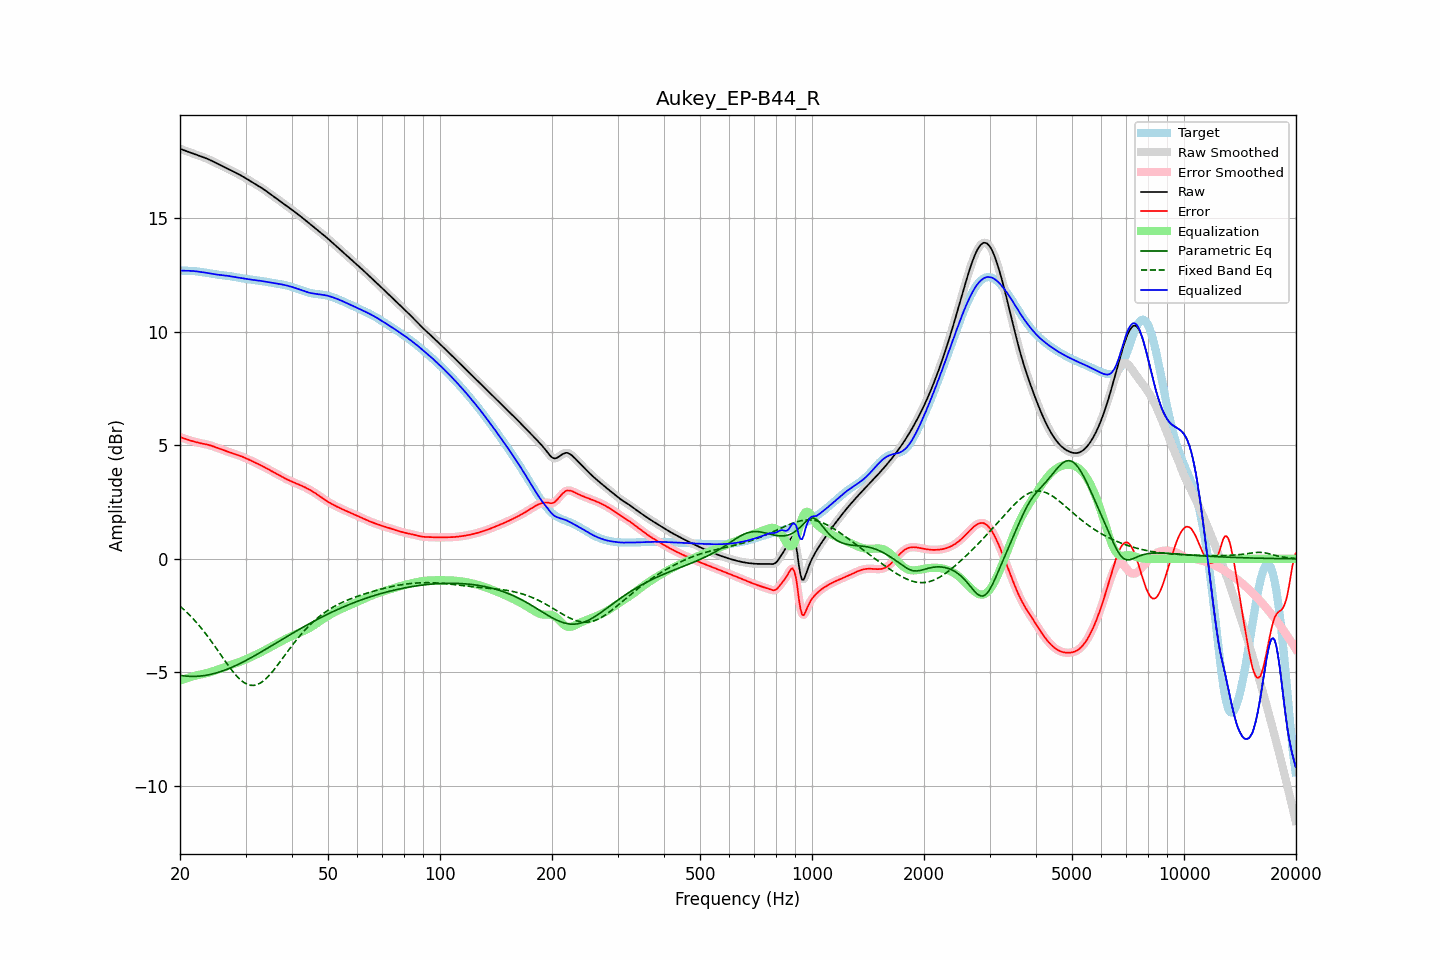 Aukey_EP-B44_R
Target
Raw Smoothed
Error Smoothed
Raw
Error
Equalization
Parametric Eq
Fixed Band Eq
Equalized
Amplitude (dBr)
15
10
5
0
−5
−10
20
50
100
200
500
1000
2000
5000
10000
20000
Frequency (Hz)